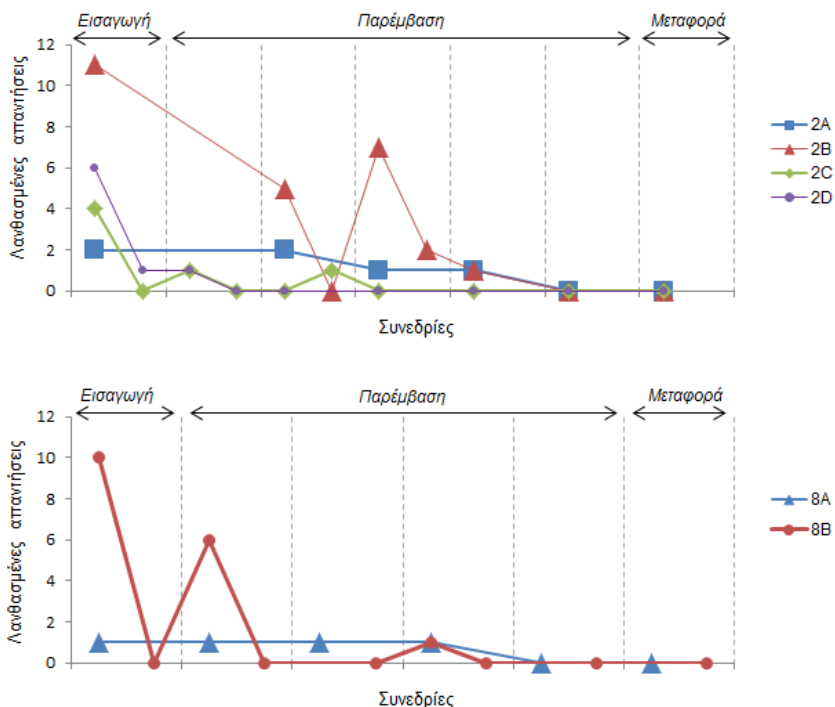 Εισαγωγή Παρέμβαση Μεταφορά
12
10
8
6
4
2
0
Λανθασμένες απαντήσεις
Συνεδρίες
2A
2B
2C
2D
Εισαγωγή Παρέμβαση Μεταφορά
12
10
8
6
4
2
0
Λανθασμένες απαντήσεις
Συνεδρίες
8A
8B